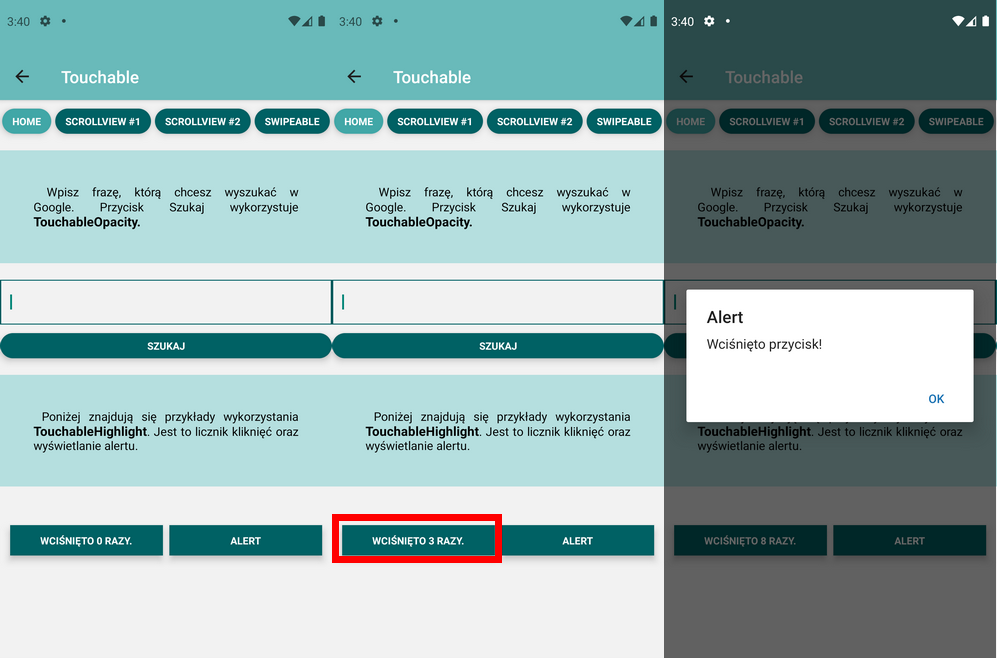 3:40
Touchable
HOME SCROLLVIEW #1 SCROLLVIEW #2 SWIPEABLE
Wpisz frazę, którą chcesz wyszukać w
Google. Przycisk Szukaj wykorzystuje
TouchableOpacity.
SZUKAJ
Poniżej znajdują się przykłady wykorzystania
TouchableHighlight. Jest to licznik kliknięć oraz
wyświetlanie alertu.
WCIŚNIĘTO 0 RAZY. ALERT
3:40
Touchable
HOME SCROLLVIEW #1 SCROLLVIEW #2 SWIPEABLE
Wpisz frazę, którą chcesz wyszukać w
Google. Przycisk Szukaj wykorzystuje
TouchableOpacity.
SZUKAJ
Poniżej znajdują się przykłady wykorzystania
TouchableHighlight. Jest to licznik kliknięć oraz
wyświetlanie alertu.
WCIŚNIĘTO 3 RAZY. ALERT
3:40
Touchable
HOME SCROLLVIEW #1 SCROLLVIEW #2 SWIPEABLE
Wpisz frazę, którą chcesz wyszukać w
Google. Przycisk Szukaj wykorzystuje
TouchableOpacity.
Alert
Wciśnięto przycisk!
OK
TouchableHighlight. Jest to licznik kliknięć oraz
wyświetlanie alertu.
WCIŚNIĘTO 8 RAZY. ALERT